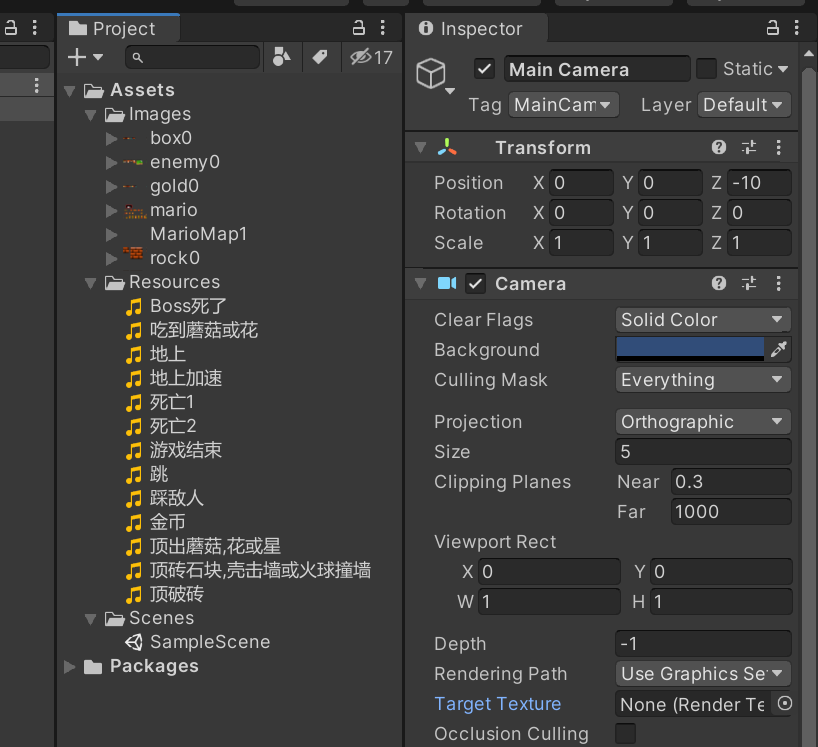 Project
17
Assets
Images
box0
enemy0
gold0
mario
MarioMap1
rock0
Resources
Boss死了
吃到蘑菇或花
地上
地上加速
死亡1
死亡2
游戏结束
跳
踩敌人
金币
顶出蘑菇,花或星
顶砖石块,壳击墙或火球撞墙
顶破砖
Scenes
SampleScene
Packages
Inspector
Main Camera Static
Tag MainCam Layer Default
Transform
Position X 0 Y 0 Z -10
Rotation X 0 Y 0 Z 0
Scale X 1 Y 1 Z 1
Camera
Clear Flags Solid Color
Background
Culling Mask Everything
Projection Orthographic
Size 5
Clipping Planes Near 0.3
Far 1000
Viewport Rect
X 0 Y 0
W 1 H 1
Depth -1
Rendering Path Use Graphics Se
Target Texture None (Render Te
Occlusion Culling